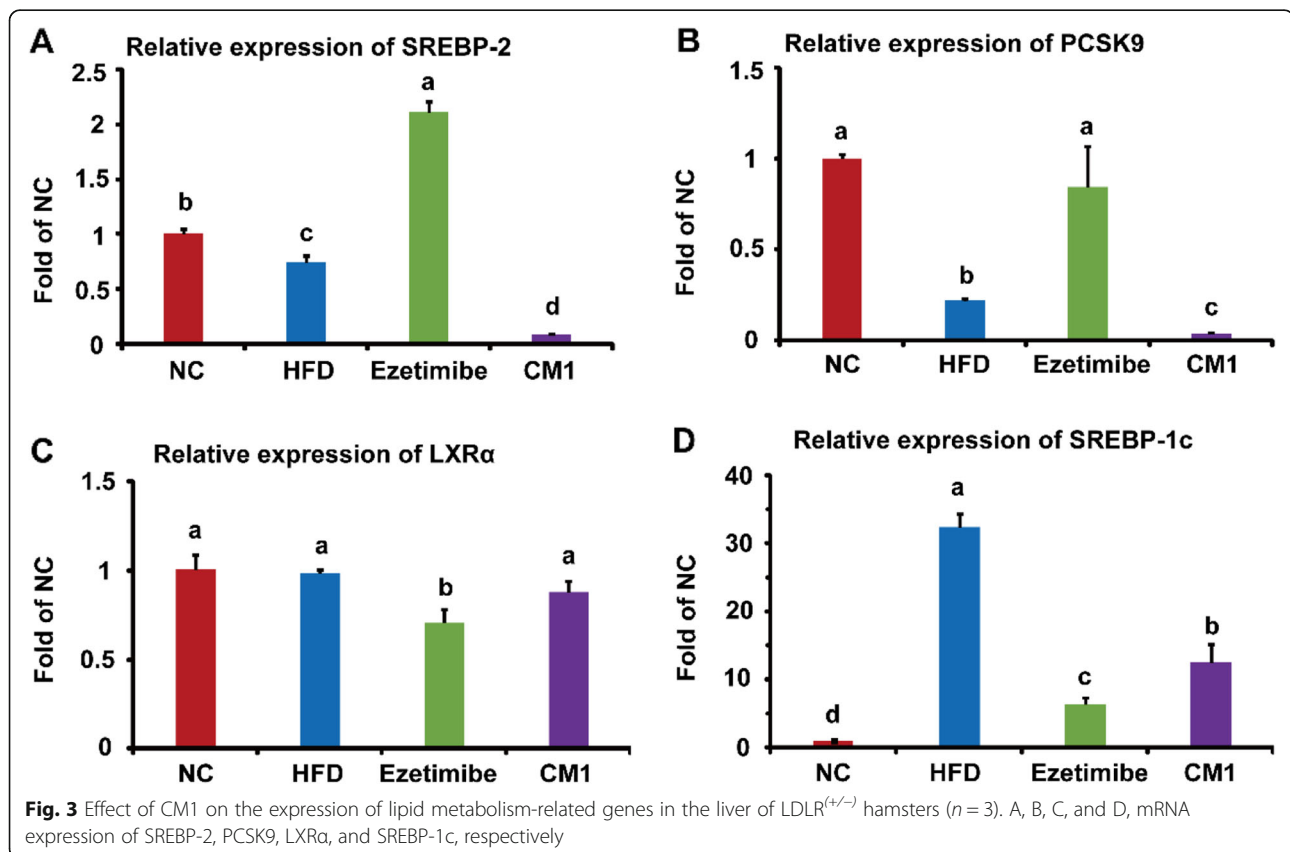 A
Relative expression of SREBP-2
Fold of NC
2.5
2
1.5
1
0.5
0
b
c
a
d
NC HFD Ezetimibe CM1
B
Relative expression of PCSK9
Fold of NC
1.5
1
0.5
0
a
b
a
c
NC HFD Ezetimibe CM1
C
Relative expression of LXRα
Fold of NC
1.5
1
0.5
0
a
a
b
a
NC HFD Ezetimibe CM1
D
Relative expression of SREBP-1c
Fold of NC
40
30
20
10
0
d
a
c
b
NC HFD Ezetimibe CM1
Fig. 3 Effect of CM1 on the expression of lipid metabolism-related genes in the liver of LDLR(+/−) hamsters (n = 3). A, B, C, and D, mRNA
expression of SREBP-2, PCSK9, LXRα, and SREBP-1c, respectively